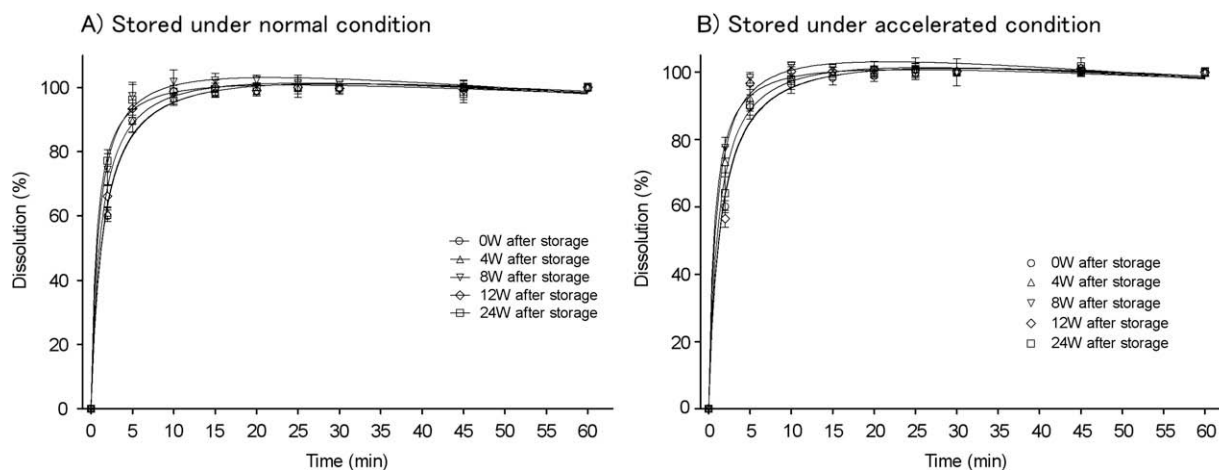 A) Stored under normal condition
100
80
60
40
20
0
Dissolution (%)
0W after storage
4W after storage
8W after storage
12W after storage
24W after storage
0 5 10 15 20 25 30 35 40 45 50 55 60
Time (min)
B) Stored under accelerated condition
100
80
60
40
20
0
Dissolution (%)
0W after storage
4W after storage
8W after storage
12W after storage
24W after storage
0 5 10 15 20 25 30 35 40 45 50 55 60
Time (min)